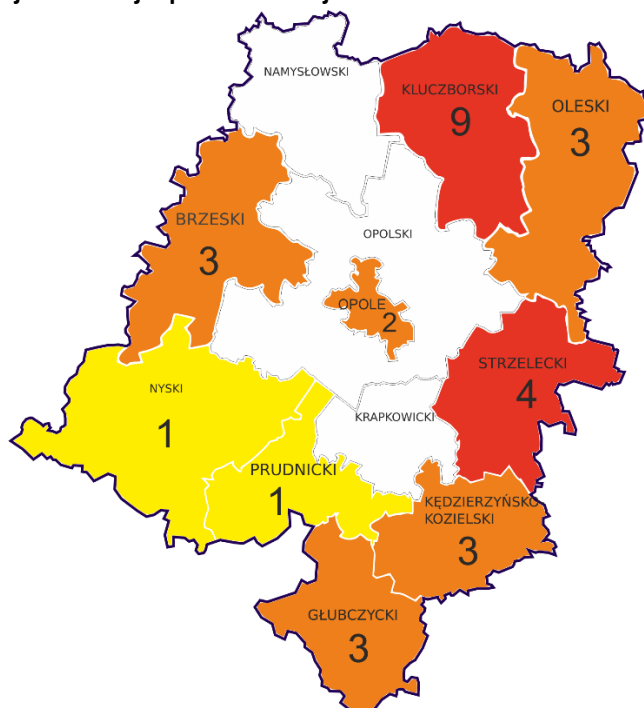 NAMYSŁOWSKI
KLUCZBORSKI
9
OLESKI
3
BRZESKI
3
OPOLSKI
OPOLE
2
STRZELECKI
4
NYSKI
1
KRAPKOWICKI
PRUDNICKI
1
KĘDZIERZYŃSKO
KOZIELSKI
3
GŁUBCZYCKI
3